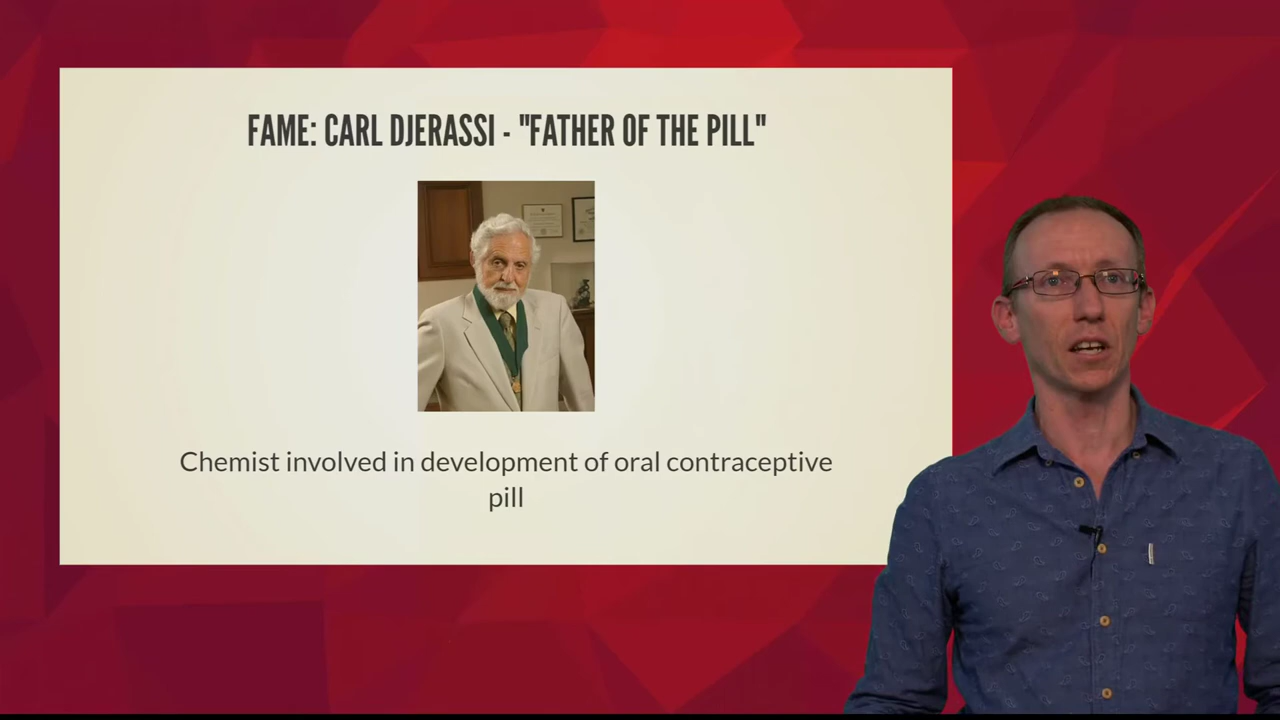 FAME: CARL DJERASSI - "FATHER OF THE PILL"
Chemist involved in development of oral contraceptive
pill